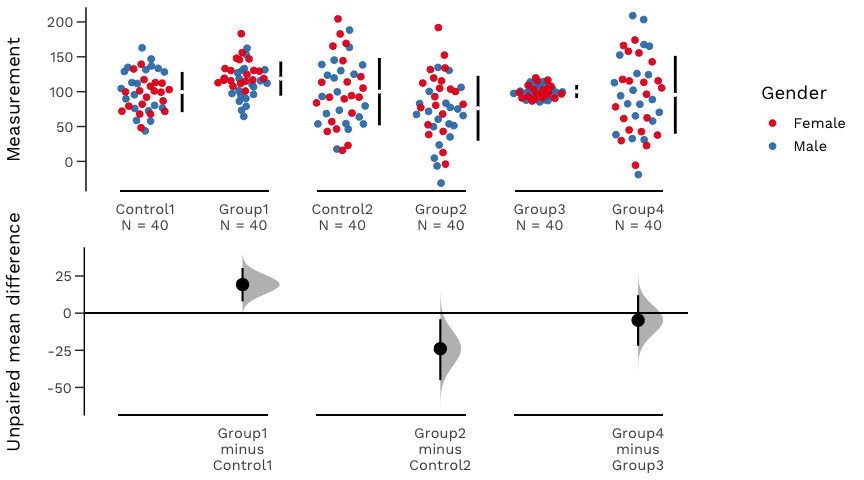 Measurement
200
150
100
50
0
Control1
N = 40
Group1
N = 40
Control2
N = 40
Group2
N = 40
Group3
N = 40
Group4
N = 40
Gender
Female
Male
Unpaired mean difference
25
0
-25
-50
Group1
minus
Control1
Group2
minus
Control2
Group4
minus
Group3